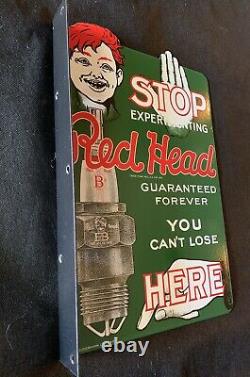 STOP
EXPERIMENTING
Red Head
B
GUARANTEED
FOREVER
YOU
CAN'T LOSE
HERE